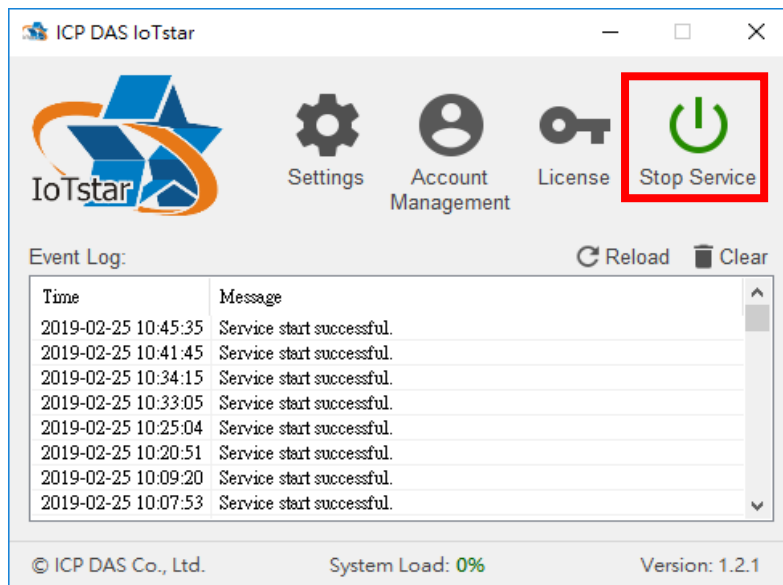 ICP DAS IoTstar
IoTstar
Settings
Account
Management
License
Stop Service
Event Log:
Reload
Clear
Time Message
2019-02-25 10:45:35 Service start successful.
2019-02-25 10:41:45 Service start successful.
2019-02-25 10:34:15 Service start successful.
2019-02-25 10:33:05 Service start successful.
2019-02-25 10:25:04 Service start successful.
2019-02-25 10:20:51 Service start successful.
2019-02-25 10:09:20 Service start successful.
2019-02-25 10:07:53 Service start successful.
© ICP DAS Co., Ltd. System Load: 0% Version: 1.2.1